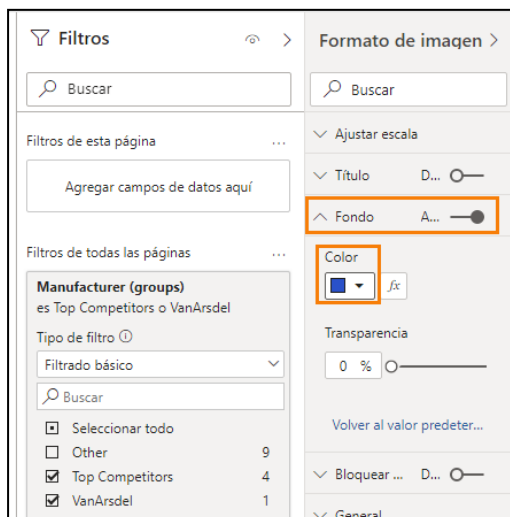 Filtros
Buscar
Filtros de esta página
...
Agregar campos de datos aquí
Filtros de todas las páginas
...
Manufacturer (groups)
es Top Competitors o VanArsdel
Tipo de filtro
Filtrado básico
Buscar
Seleccionar todo
Other 9
Top Competitors 4
VanArsdel 1
Formato de imagen
Buscar
Ajustar escala
Título D...
Fondo A...
Color
fx
Transparencia
0 %
Volver al valor predeter...
Bloquear ... D...
General